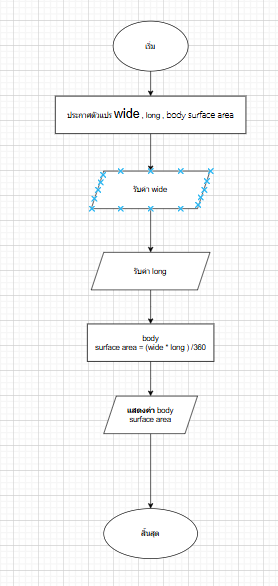 เริ่ม
ประกาศตัวแปร wide , long , body surface area
รับค่า wide
รับค่า long
body
surface area = (wide * long ) /360
แสดงค่า body
surface area
สิ้นสุด